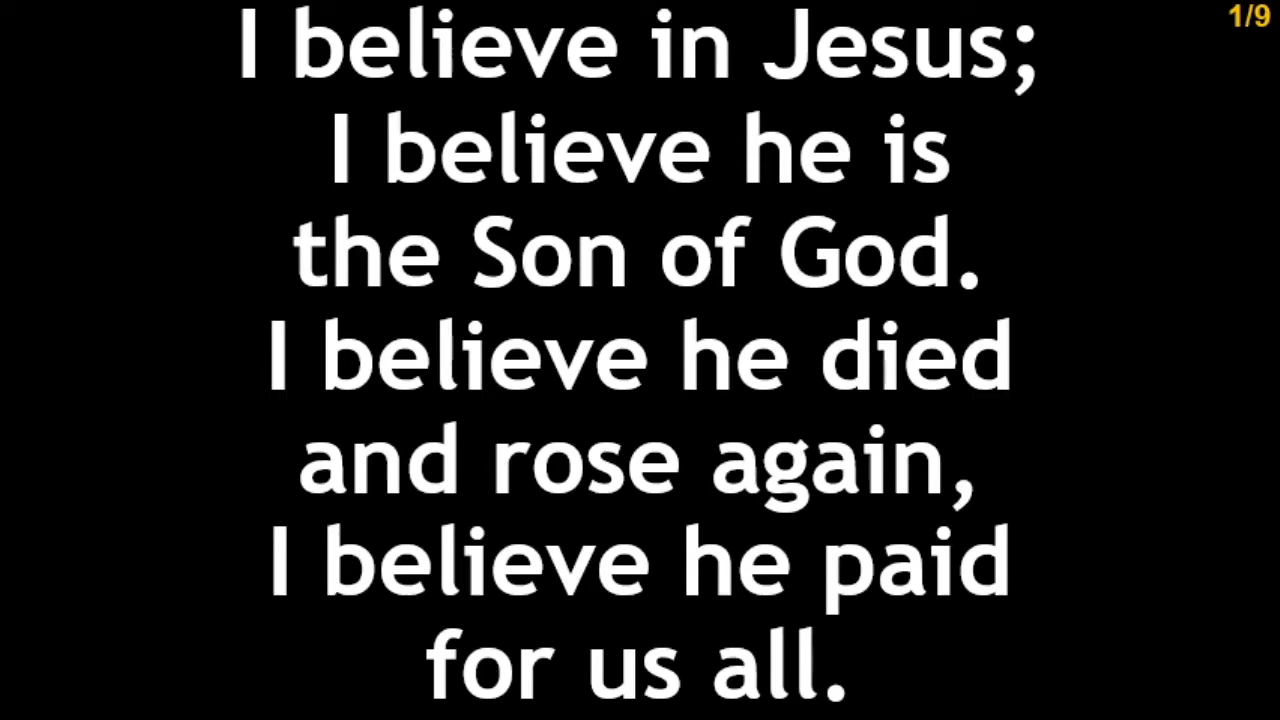 1/9
I believe in Jesus;
I believe he is
the Son of God.
I believe he died
and rose again,
I believe he paid
for us all.